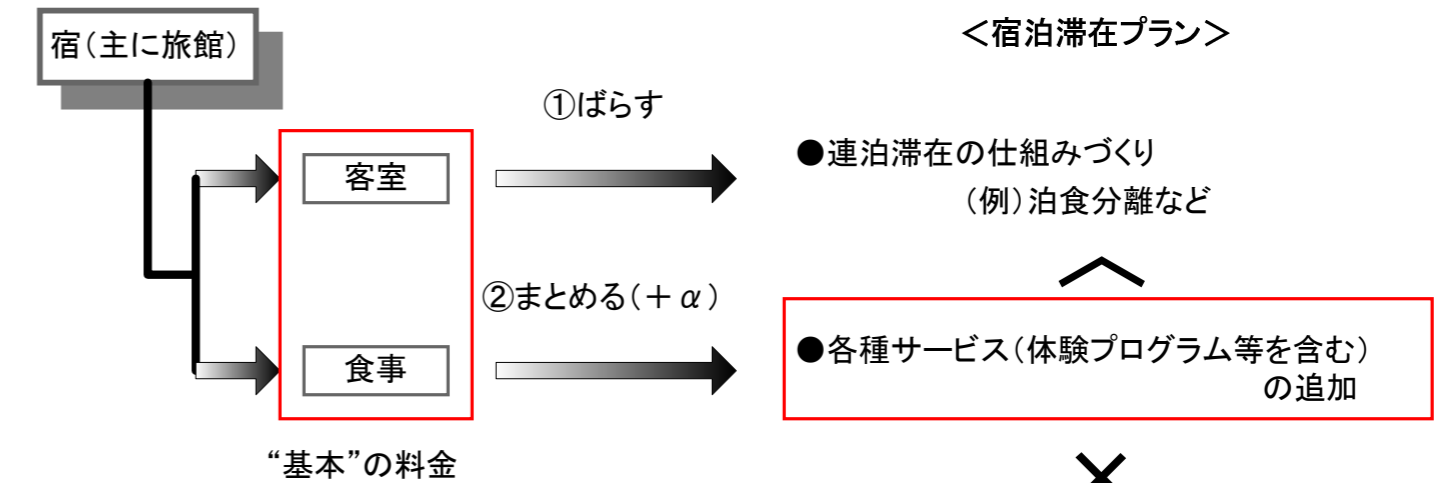 宿(主に旅館)
<宿泊滞在プラン>
①ばらす
客室
●連泊滞在の仕組みづくり
(例)泊食分離など
②まとめる(+α)
食事
●各種サービス(体験プログラム等を含む)
の追加
“基本”の料金